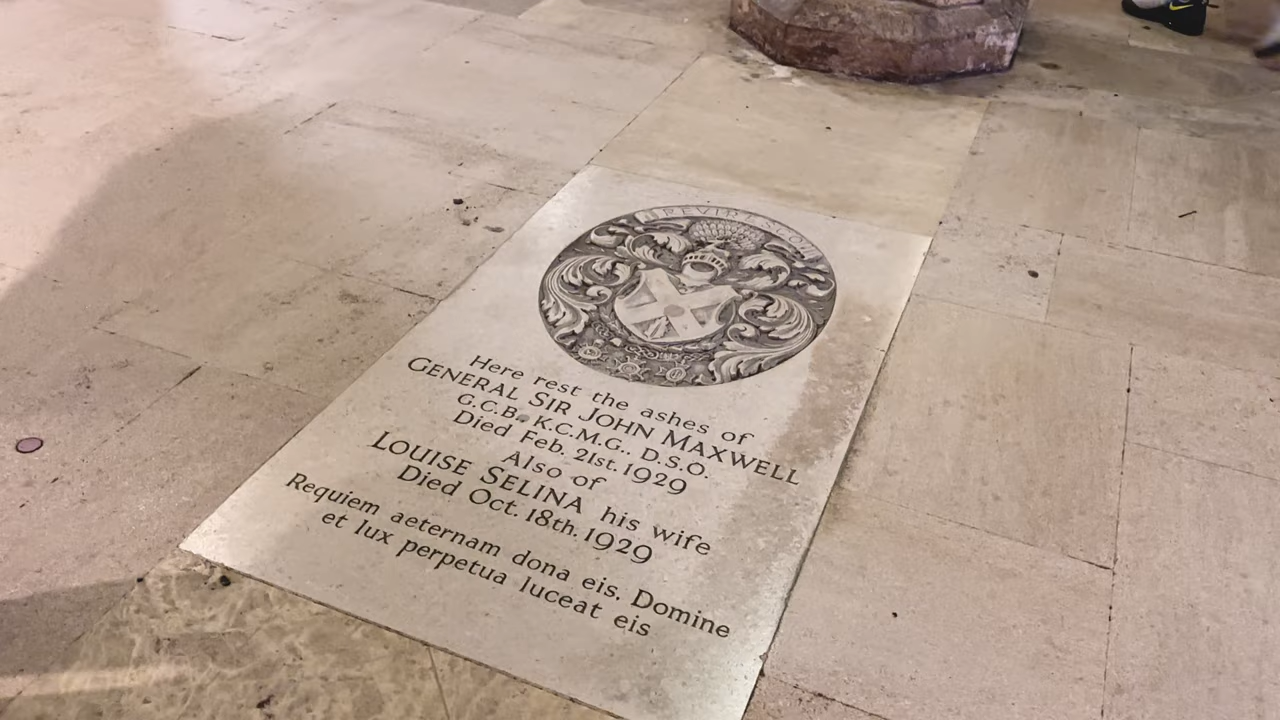 REVIRESCO
Here rest the ashes of
GENERAL SIR JOHN MAXWELL
G.C.B., K.C.M.G., D.S.O.
Died Feb. 21st. 1929
Also of
LOUISE SELINA his wife
Died Oct. 18th. 1929
Requiem aeternam dona eis, Domine
et lux perpetua luceat eis